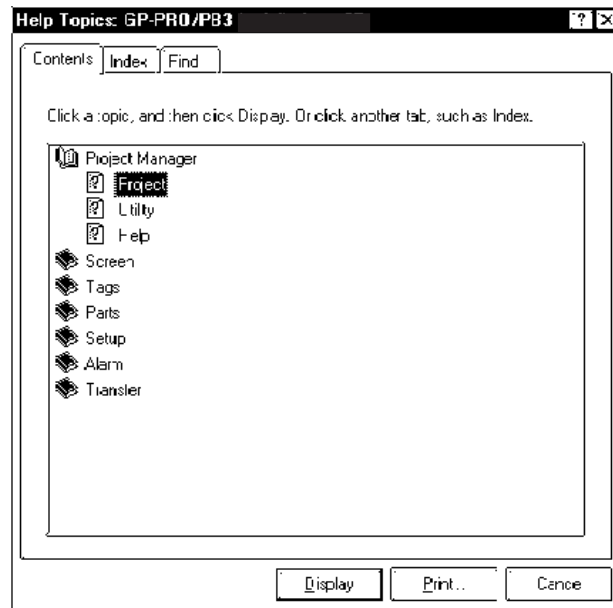 Help Topics: GP-PRO/PB3
Contents Index Find
Click a topic, and then click Display. Or click another tab, such as Index.
Project Manager
Project
Utility
Help
Screen
Tags
Parts
Setup
Alarm
Transfer
Display Print... Cancel